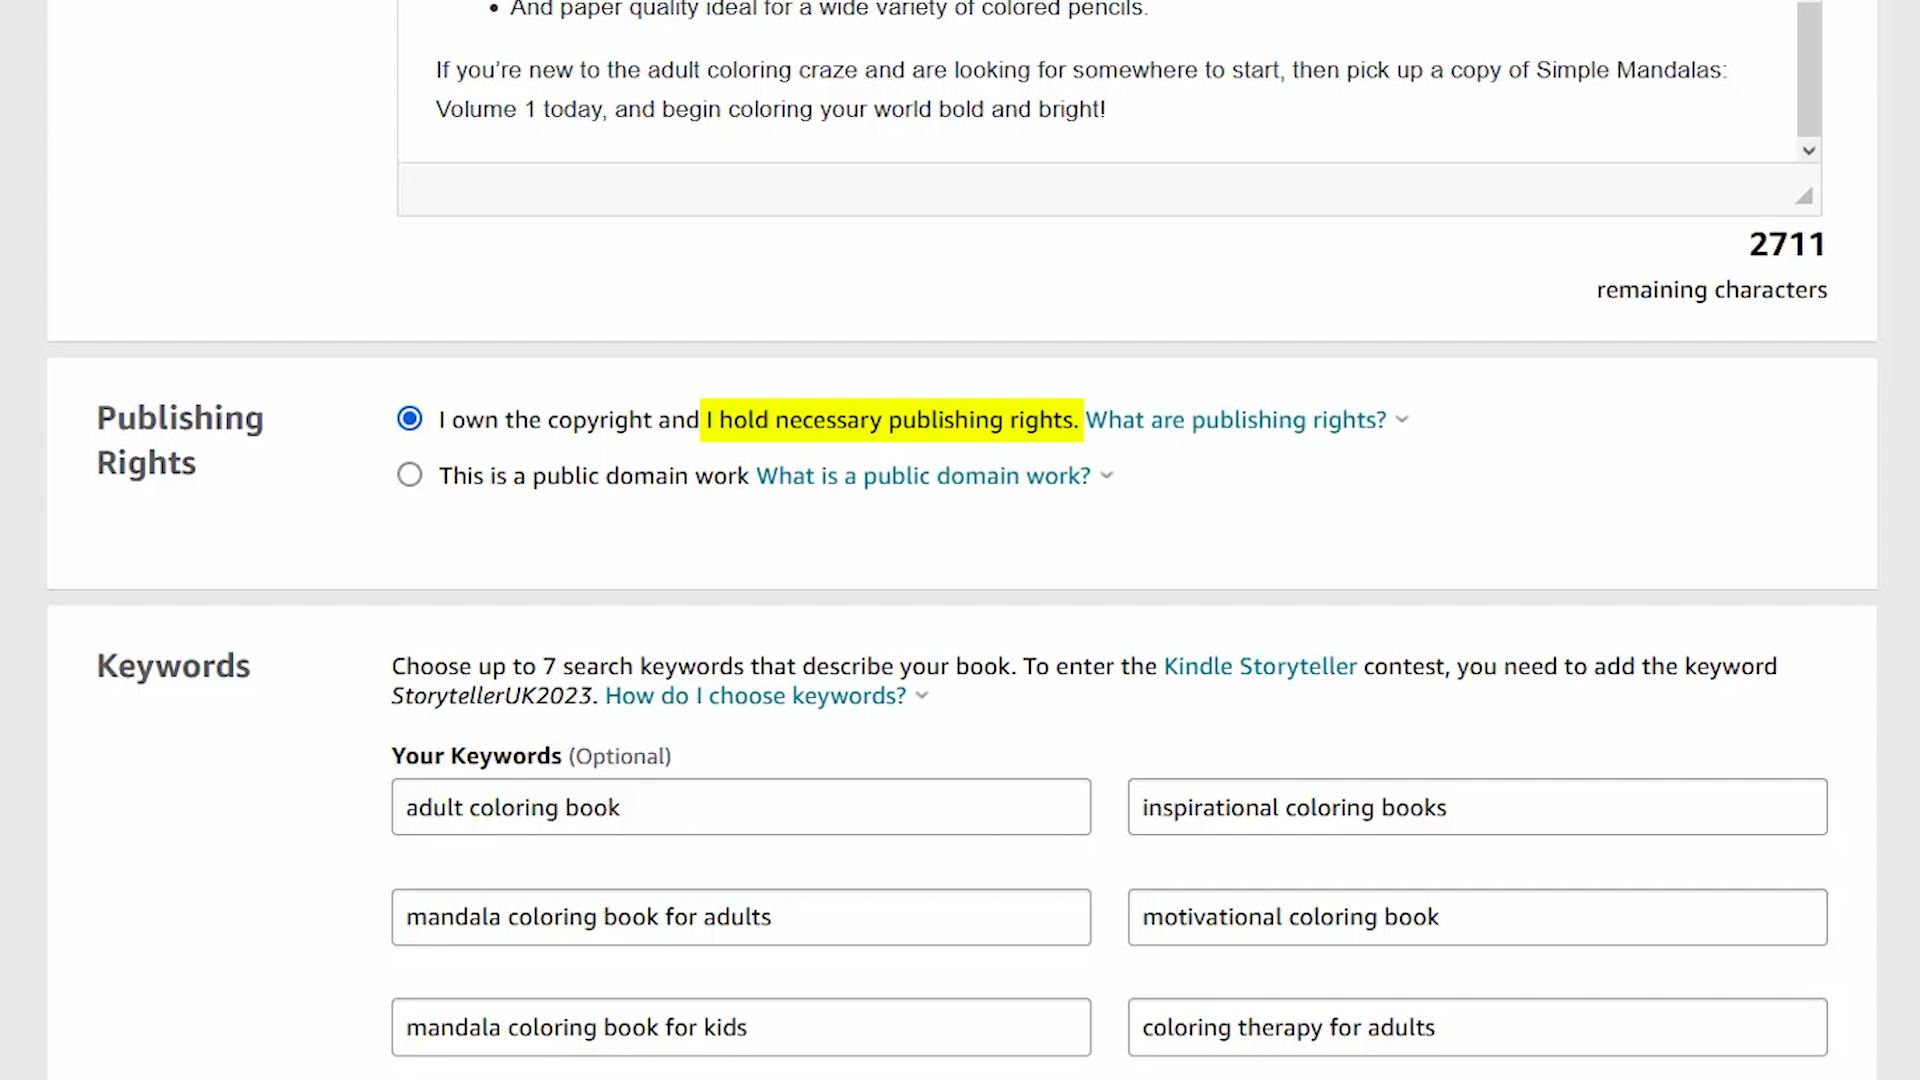 • And paper quality ideal for a wide variety of colored pencils.
If you’re new to the adult coloring craze and are looking for somewhere to start, then pick up a copy of Simple Mandalas:
Volume 1 today, and begin coloring your world bold and bright!
2711
remaining characters
Publishing
Rights
I own the copyright and I hold necessary publishing rights. What are publishing rights?
This is a public domain work What is a public domain work?
Keywords
Choose up to 7 search keywords that describe your book. To enter the Kindle Storyteller contest, you need to add the keyword
StorytellerUK2023. How do I choose keywords?
Your Keywords (Optional)
adult coloring book
inspirational coloring books
mandala coloring book for adults
motivational coloring book
mandala coloring book for kids
coloring therapy for adults